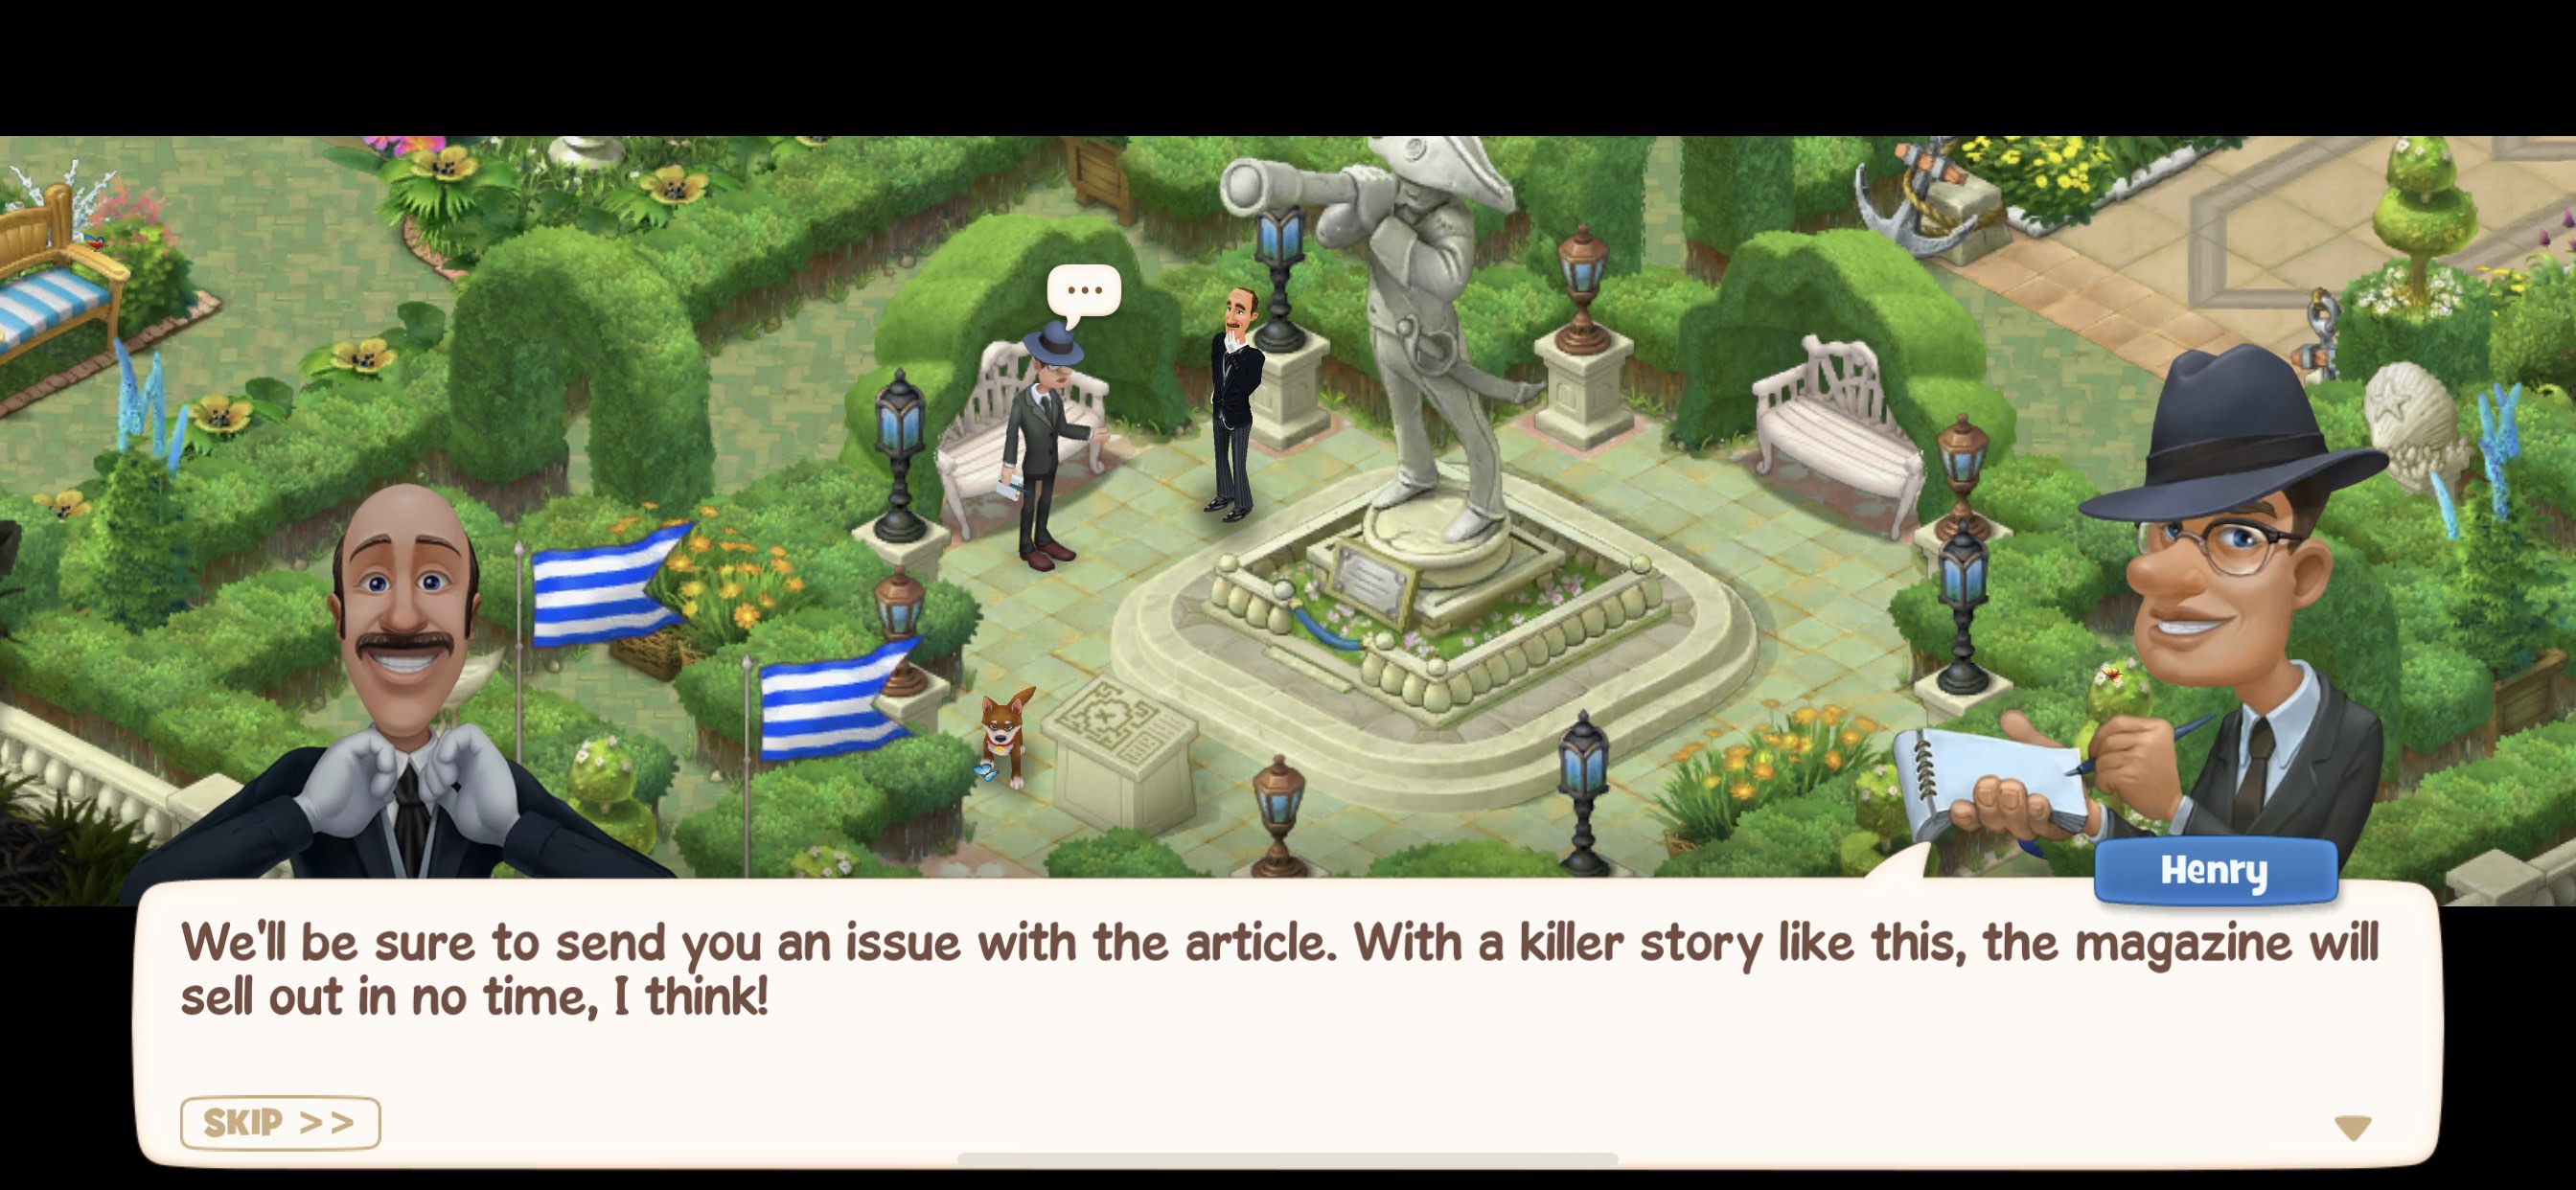 ...
Henry
We'll be sure to send you an issue with the article. With a killer story like this, the magazine will
sell out in no time, I think!
SKIP >>